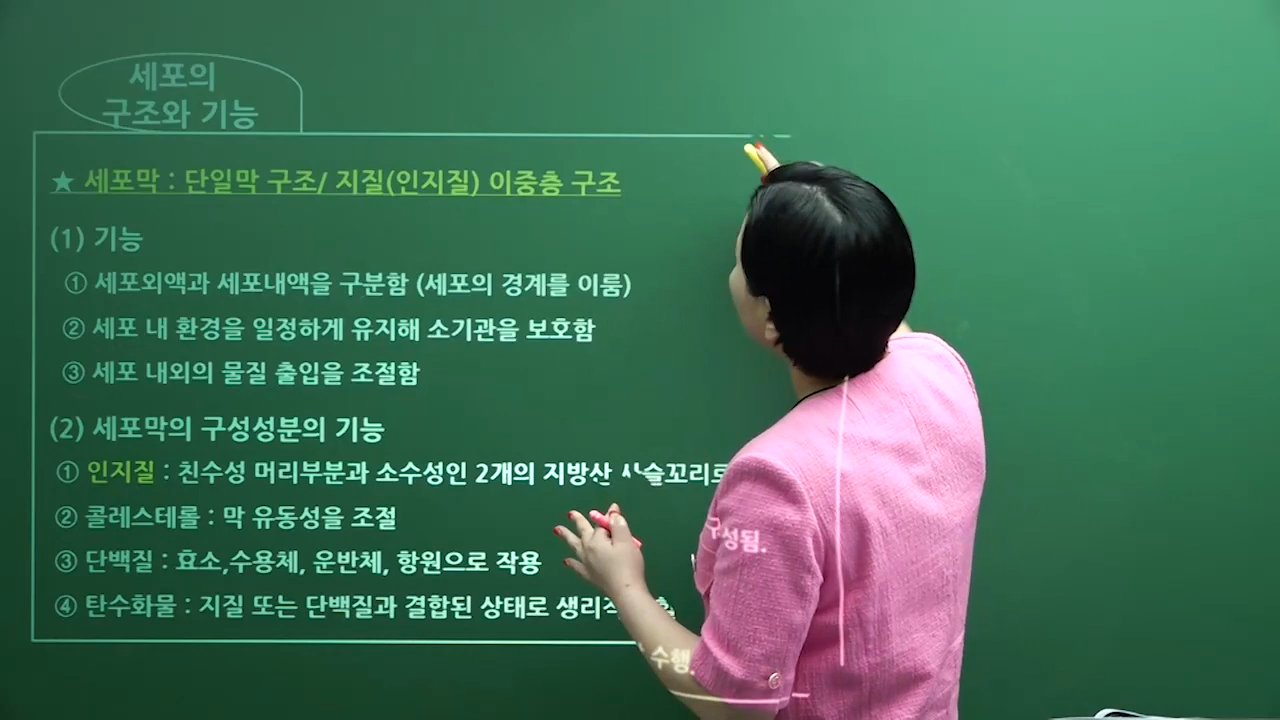 세포의
구조와 기능
★ 세포막 : 단일막 구조/ 지질(인지질) 이중층 구조
(1) 기능
① 세포외액과 세포내액을 구분함 (세포의 경계를 이룸)
② 세포 내 환경을 일정하게 유지해 소기관을 보호함
③ 세포 내외의 물질 출입을 조절함
(2) 세포막의 구성성분의 기능
① 인지질 : 친수성 머리부분과 소수성인 2개의 지방산 사슬꼬리로
구성됨.
② 콜레스테롤 : 막 유동성을 조절
③ 단백질 : 효소,수용체, 운반체, 항원으로 작용
④ 탄수화물 : 지질 또는 단백질과 결합된 상태로
수행.